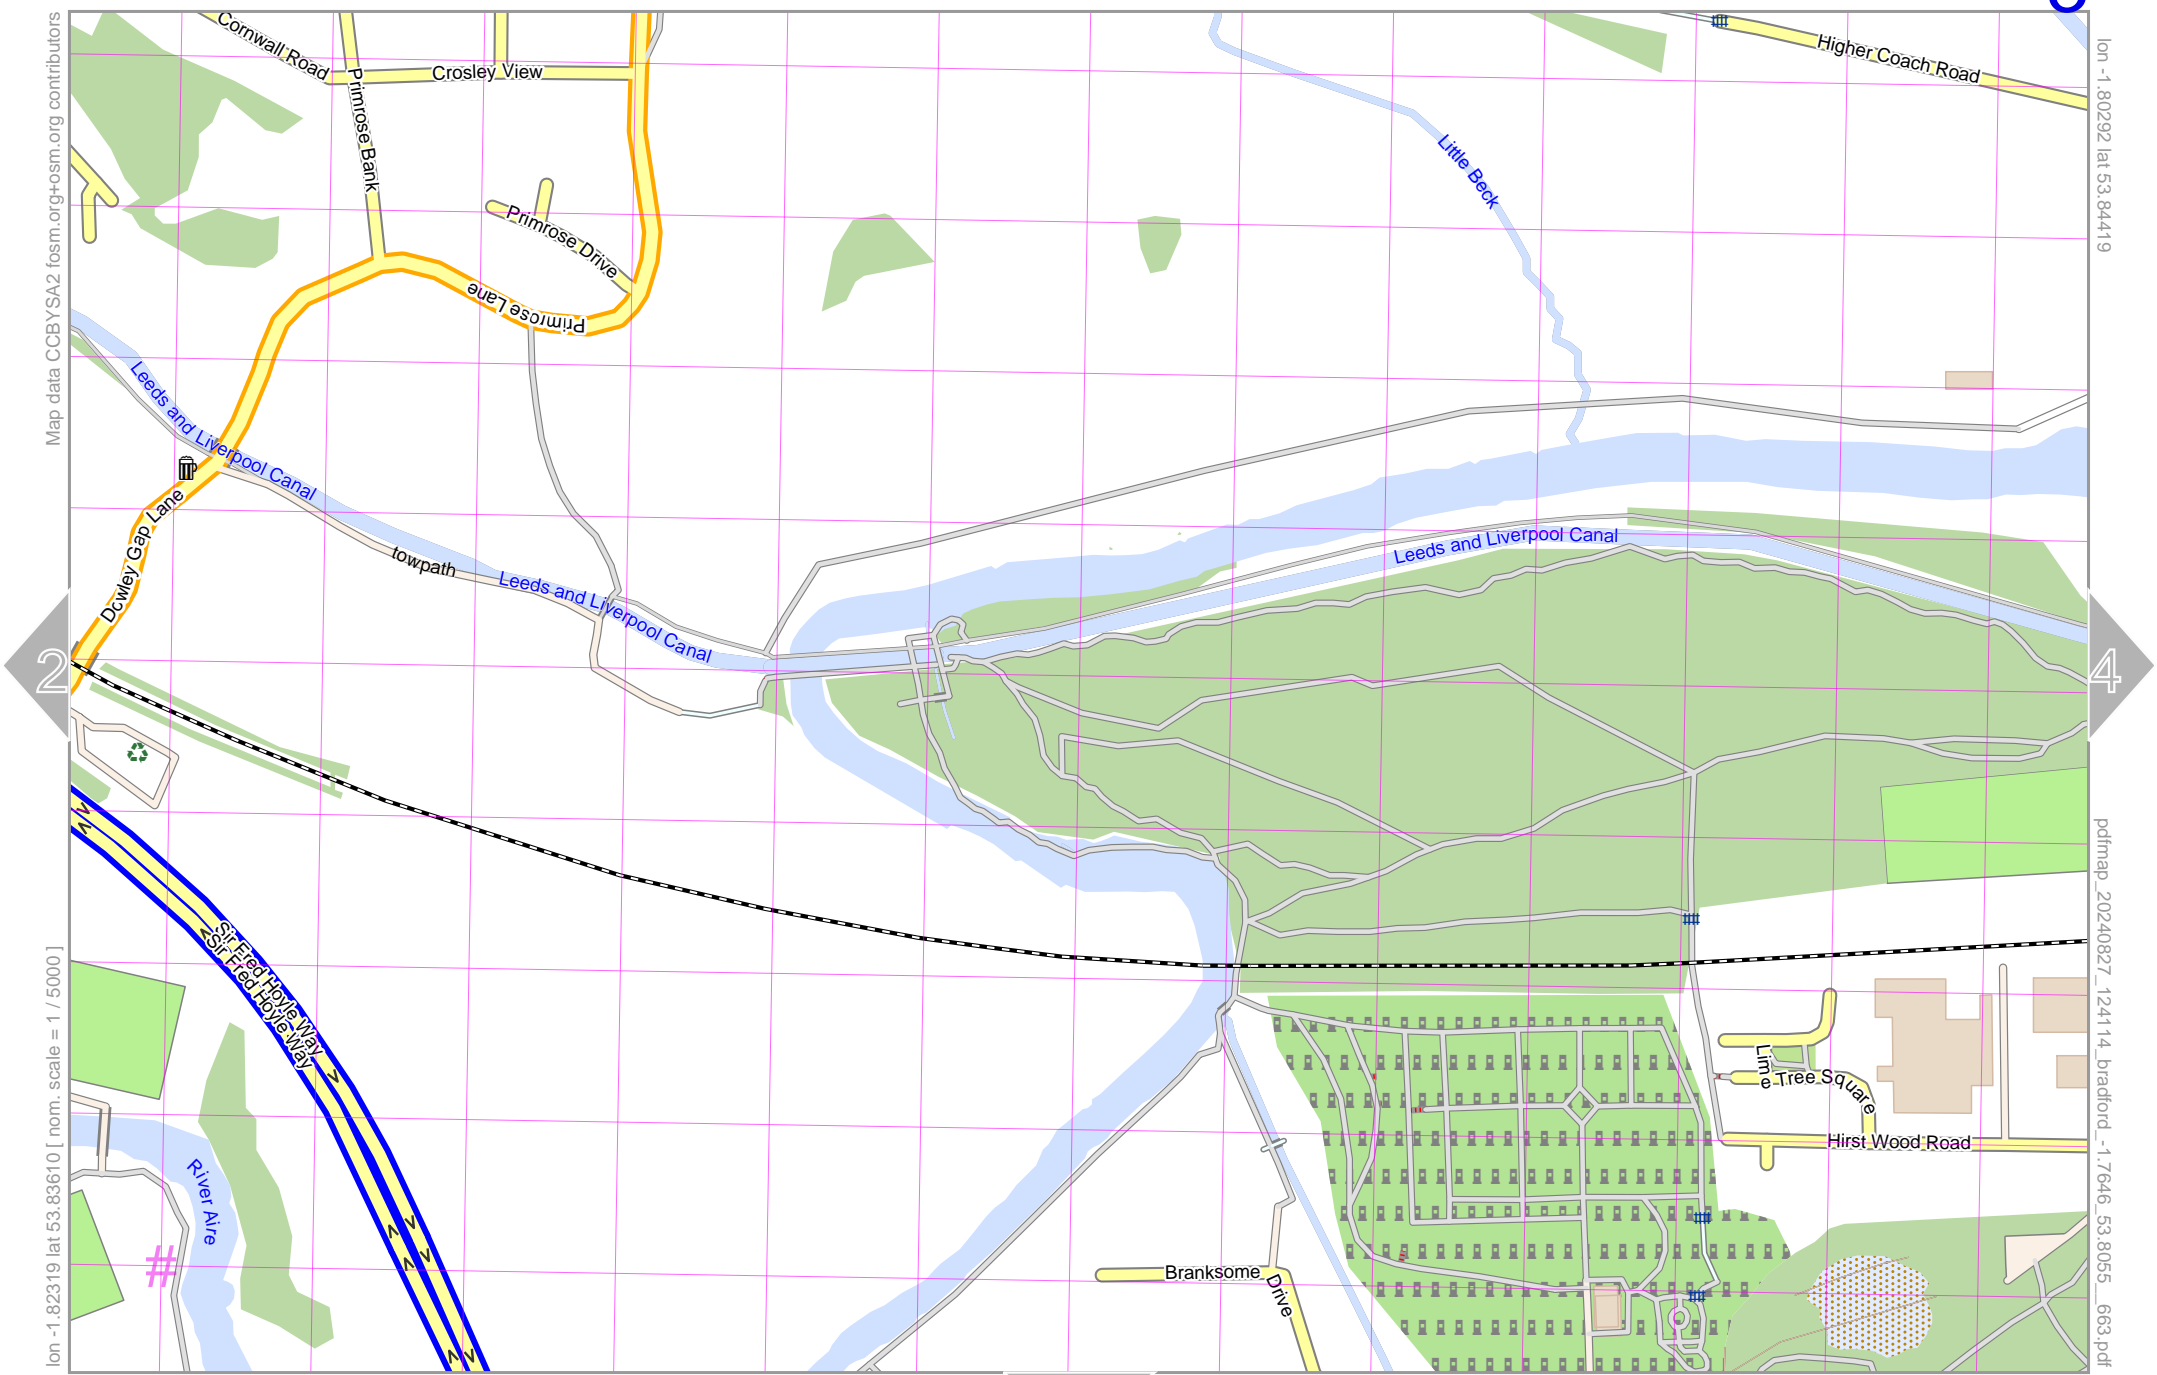 Map data CCBYSA2 fosm.org+osm.org contributors
lon -1.82319 lat 53.83610 [ nom. scale = 1 / 5000 ]
lon -1.80292 lat 53.84419
pdfmap_20240827_124114_bradford_-1.7646_53.8055__663.pdf
Cornwall Road
Crosley View
Primrose Bank
Primrose Drive
Primrose Lane
Higher Coach Road
Little Beck
Leeds and Liverpool Canal
Dowley Gap Lane
towpath
Leeds and Liverpool Canal
Leeds and Liverpool Canal
2
4
Sir Fred Hoyle Way
Sir Fred Hoyle Way
River Aire
#
Lime Tree Square
Hirst Wood Road
Branksome Drive